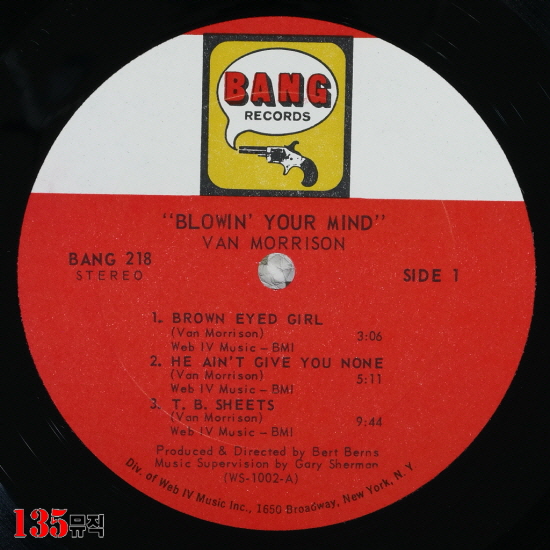 BANG
RECORDS
"BLOWIN' YOUR MIND"
VAN MORRISON
BANG 218
STEREO
SIDE 1
1. BROWN EYED GIRL
(Van Morrison) 3:06
Web IV Music – BMI
2. HE AIN'T GIVE YOU NONE
(Van Morrison) 5:11
Web IV Music – BMI
3. T. B. SHEETS
(Van Morrison) 9:44
Web IV Music – BMI
Produced & Directed by Bert Berns
Music Supervision by Gary Sherman
(WS-1002-A)
Div. of Web IV Music Inc., 1650 Broadway, New York, N.Y
135뮤직